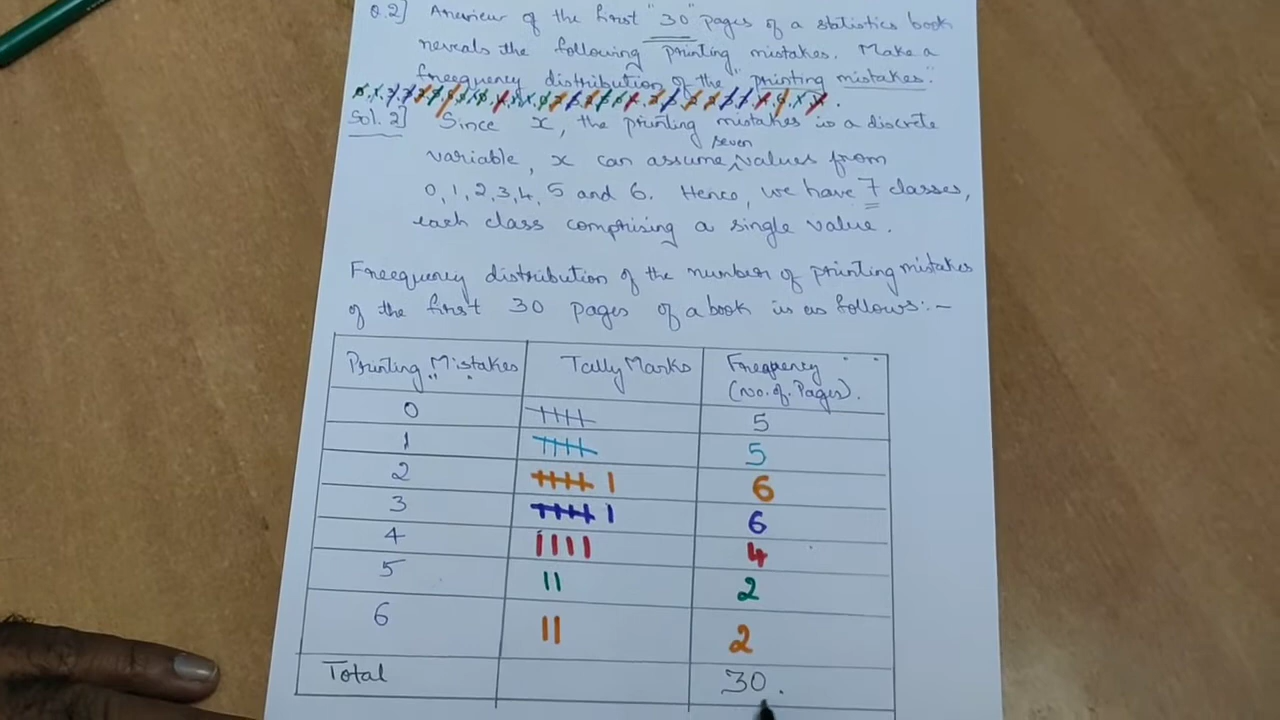 Q.2] A review of the first "30" pages of a statistics book
reveals the following printing mistakes. Make a
freequency distribution of the "printing mistakes".
Sol. 2] Since x, the printing mistakes is a discrete
seven
variable, x can assume ^ values from
0, 1, 2, 3, 4, 5 and 6. Hence, we have 7 classes,
each class comprising a single value.
Freequency distribution of the number of printing mistakes
of the first 30 pages of a book is as follows:-
Printing Mistakes Tally Marks Frequency
(No. of. Pages).
0 5
1 5
2 6
3 6
4 4
5 2
6 2
Total 30.